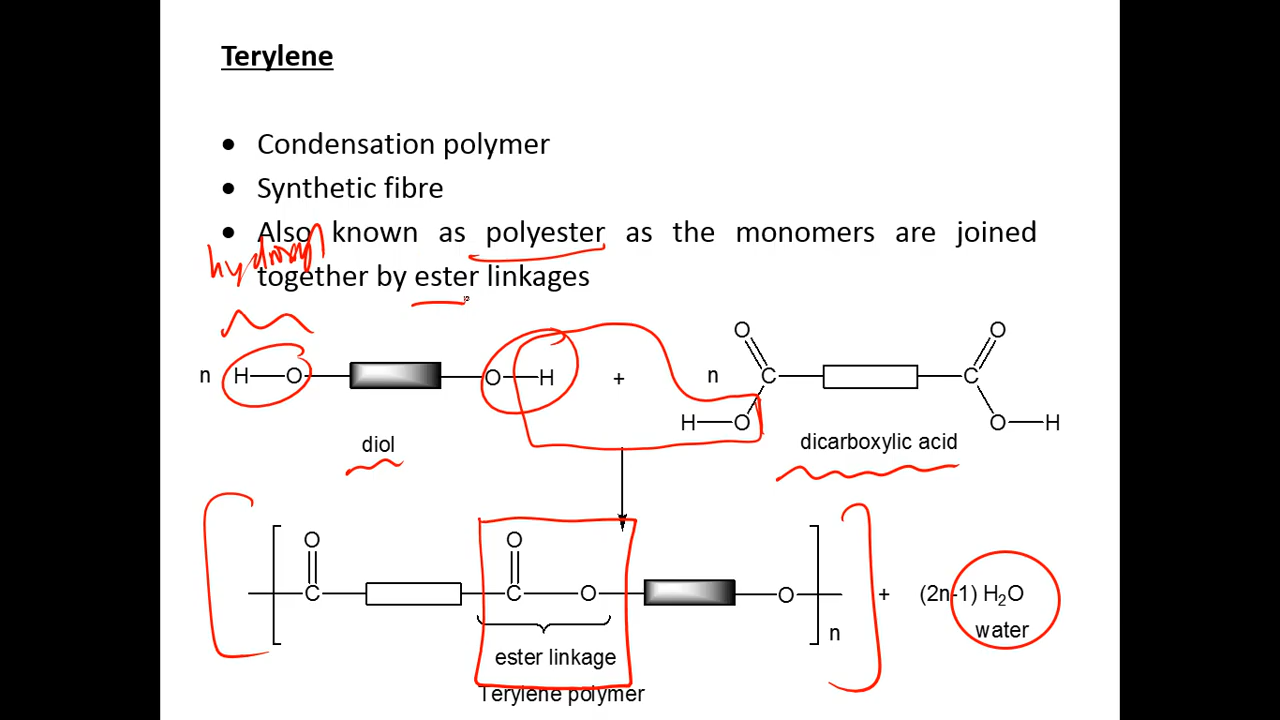 Terylene
• Condensation polymer
• Synthetic fibre
• Also known as polyester as the monomers are joined
hydroxyl
together by ester linkages
O O
n H O O H + n C C
H O O H
diol dicarboxylic acid
O O
C C O O + (2n-1) H₂O
n water
ester linkage
Terylene polymer